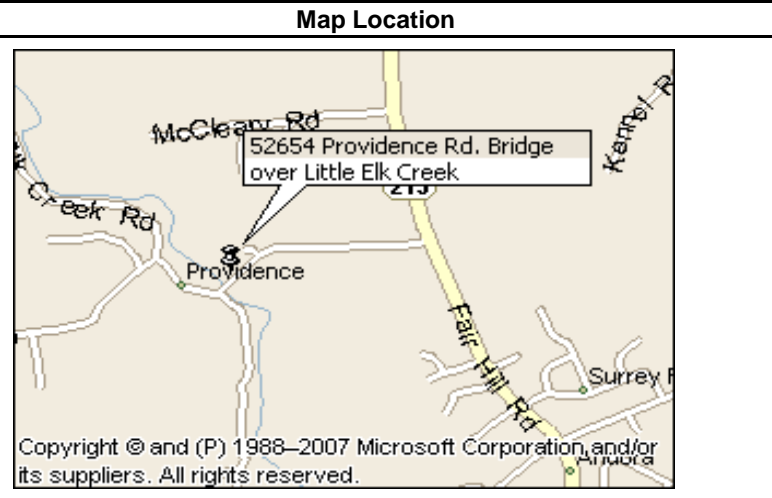 Map Location
McCleary Rd
Kennel R
52654 Providence Rd. Bridge
over Little Elk Creek
213
Creek Rd
Providence
Fair Hill Rd
Surrey F
Andora
Copyright © and (P) 1988–2007 Microsoft Corporation and/or
its suppliers. All rights reserved.